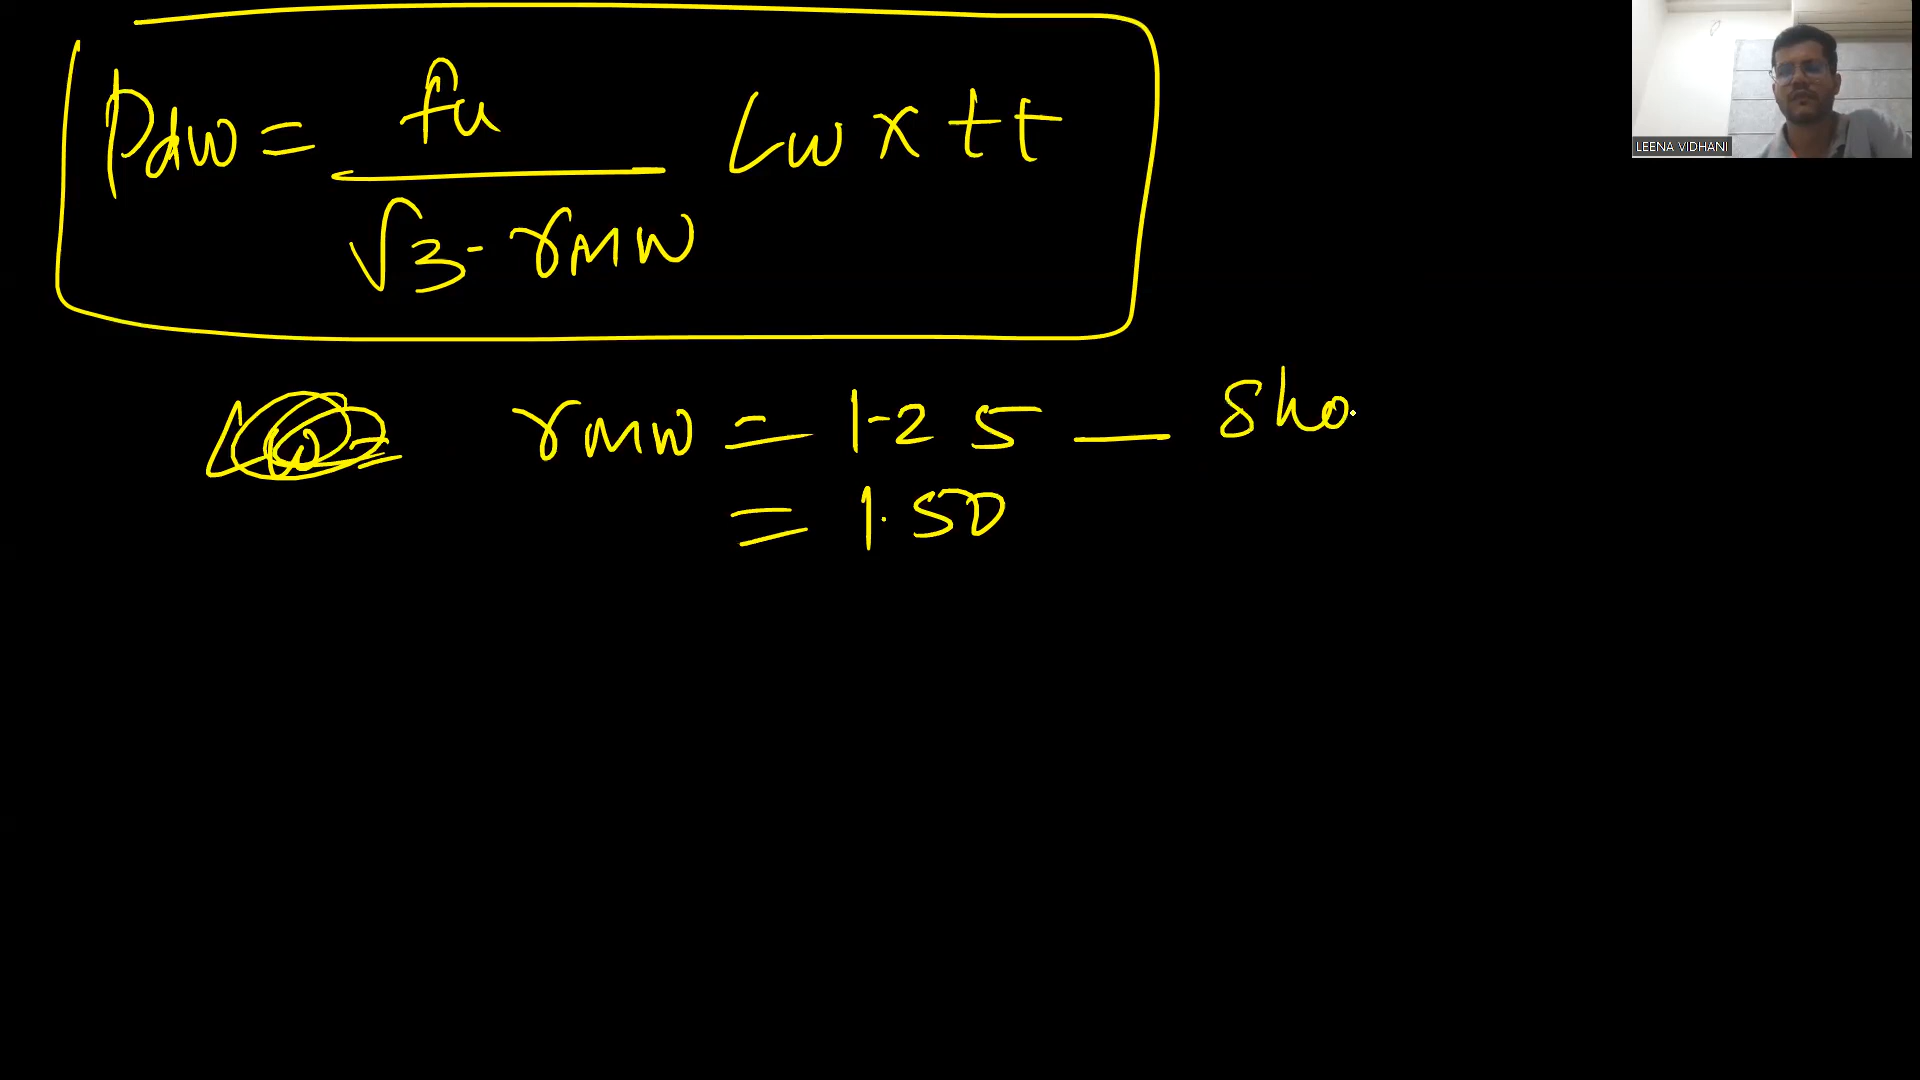 Pdw = fu / √3 · γmw Lw x tt
γmw = 1.25 — Sho
= 1.50
LEENA VIDHANI